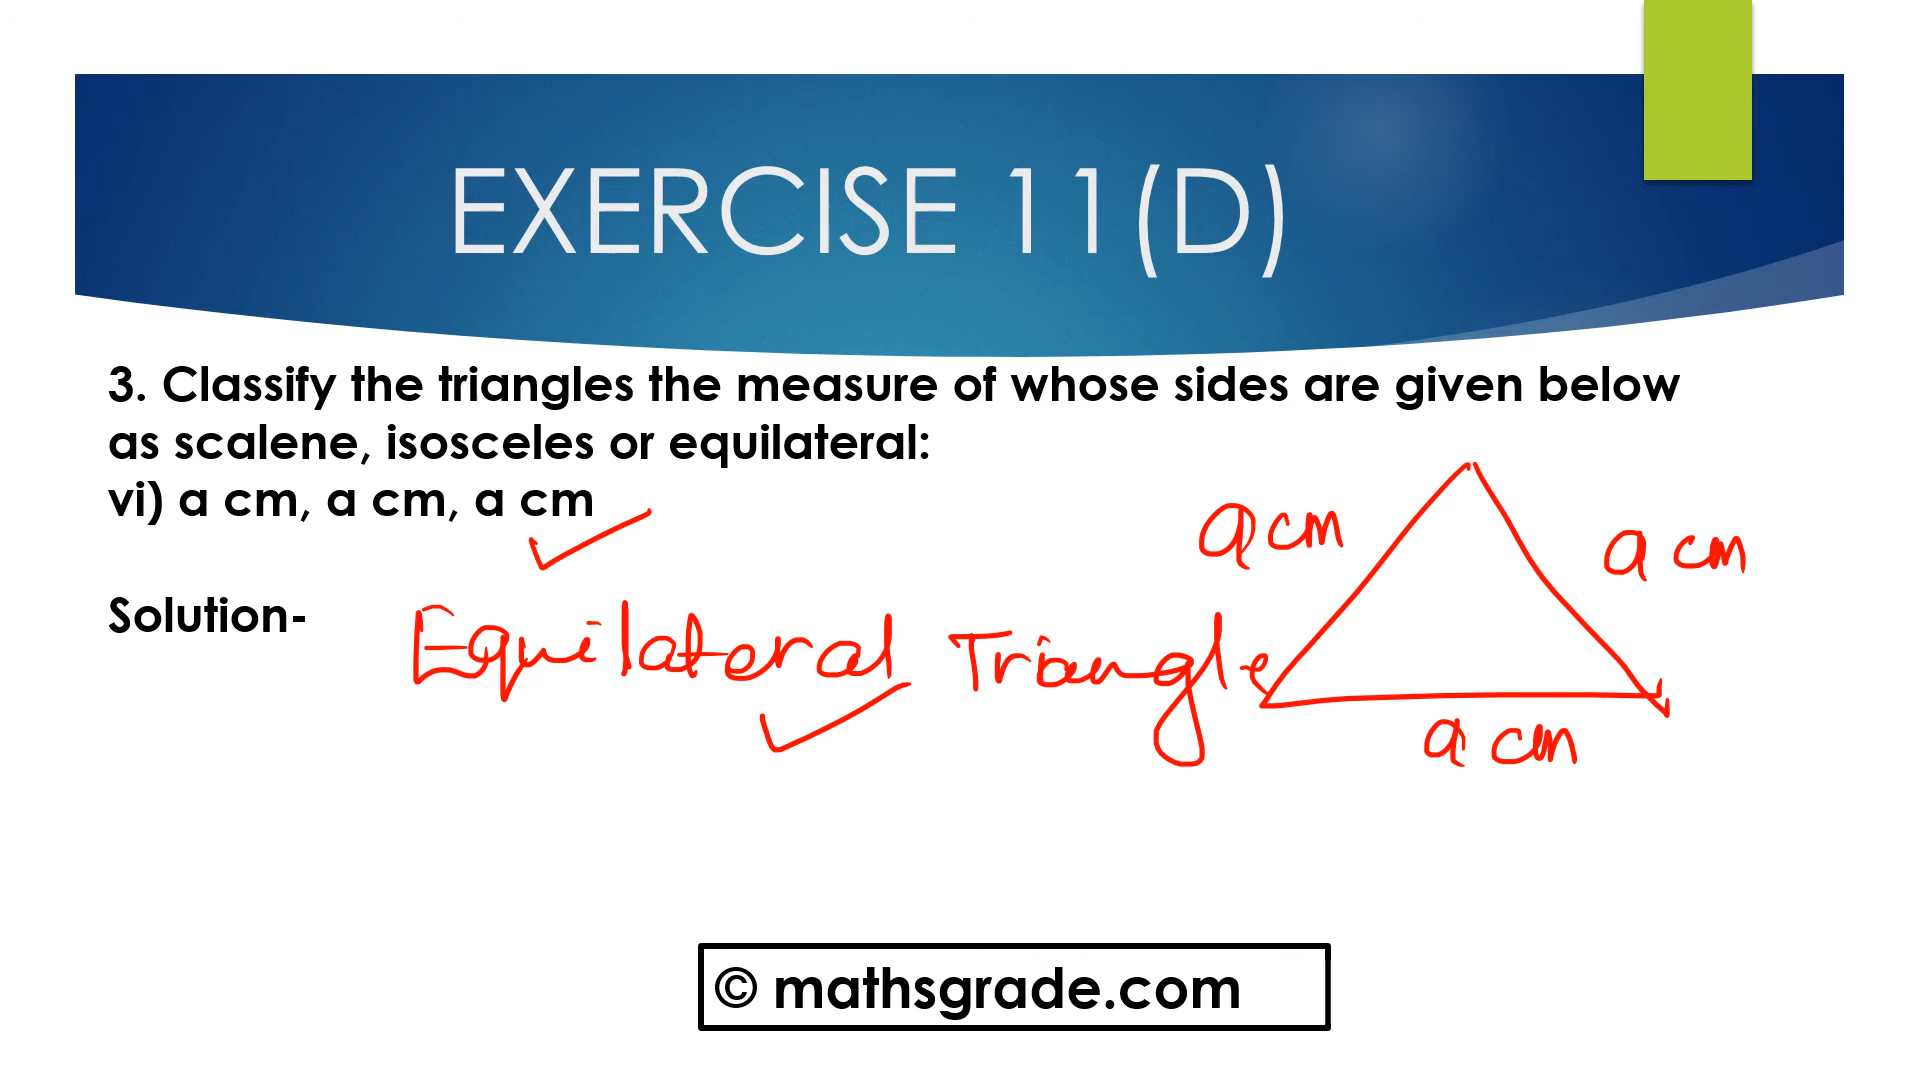 EXERCISE 11(D)
3. Classify the triangles the measure of whose sides are given below
as scalene, isosceles or equilateral:
vi) a cm, a cm, a cm
a cm
a cm
Solution-
Equilateral Triangle
a cm
© mathsgrade.com